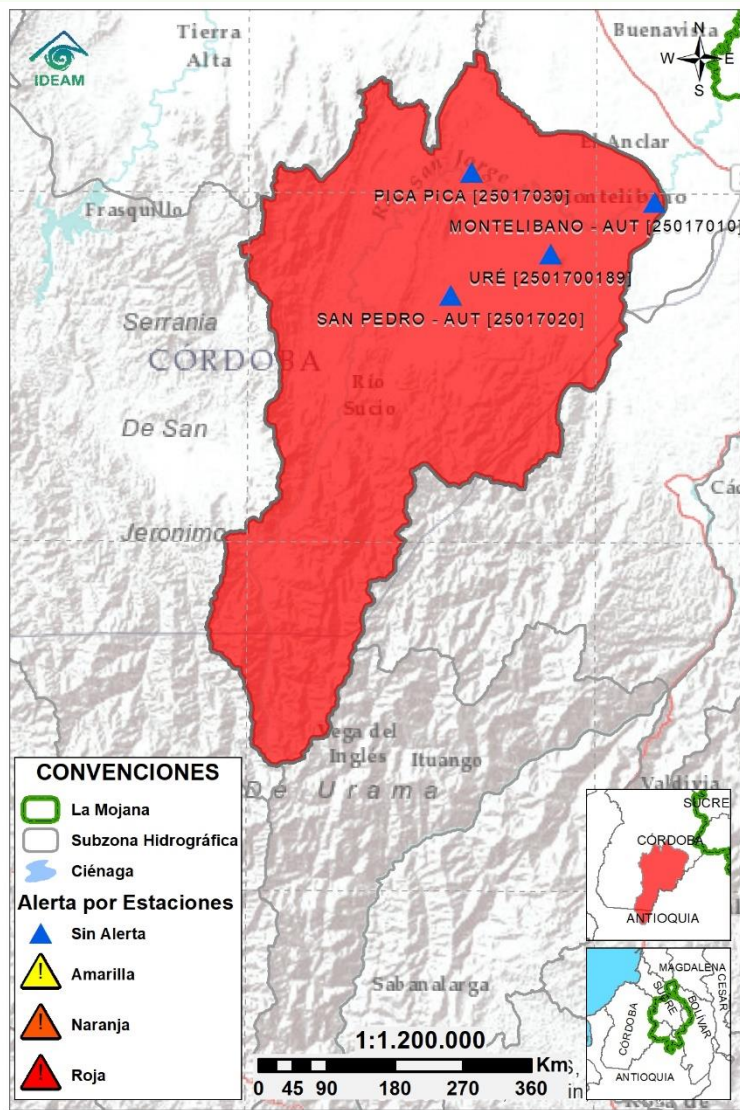 IDEAM
Tierra
Alta
Buenavista
N
W
E
S
El Anclar
San Jorge
PICA PICA [25017030]
Montelibano
Frasquillo
MONTELIBANO - AUT [25017010]
URÉ [2501700189]
SAN PEDRO - AUT [25017020]
Serrania
CÓRDOBA
Río
Sucio
De San
Jeronimo
Vega del
Ingles
Ituango
De Urama
Valdivia
Sabanalarga
CONVENCIONES
La Mojana
Subzona Hidrográfica
Ciénaga
Alerta por Estaciones
Sin Alerta
Amarilla
Naranja
Roja
1:1.200.000
Km
0 45 90 180 270 360
SUCRE
CÓRDOBA
ANTIOQUIA
MAGDALENA
CESAR
SUCRE
BOLÍVAR
CÓRDOBA
ANTIOQUIA